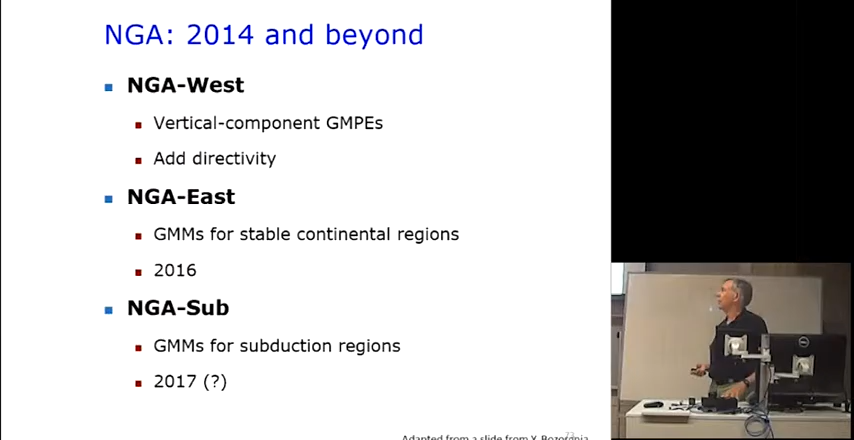 NGA: 2014 and beyond
NGA-West
Vertical-component GMPEs
Add directivity
NGA-East
GMMs for stable continental regions
2016
NGA-Sub
GMMs for subduction regions
2017 (?)
Adapted from a slide from Y.